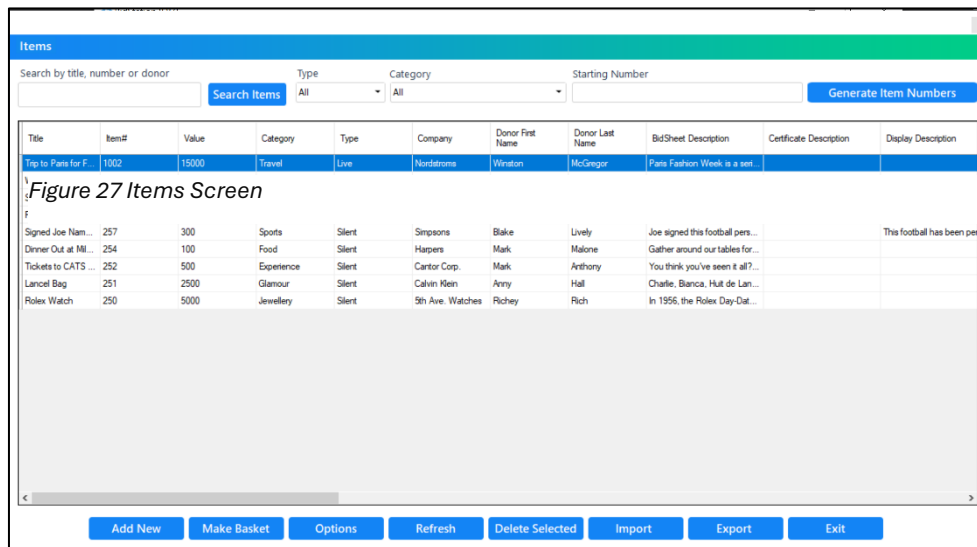 Items
Search by title, number or donor Type Category Starting Number
Search Items All All Generate Item Numbers
Title Item# Value Category Type Company Donor First Name Donor Last Name BidSheet Description Certificate Description Display Description
Trip to Paris for F... 1002 15000 Travel Live Nordstroms Winston McGregor Paris Fashion Week is a seri...
Figure 27 Items Screen
Signed Joe Nam... 257 300 Sports Silent Simpsons Blake Lively Joe signed this football pers... This football has been per
Dinner Out at Mil... 254 100 Food Silent Harpers Mark Malone Gather around our tables for...
Tickets to CATS ... 252 500 Experience Silent Cantor Corp. Mark Anthony You think you've seen it all?...
Lancel Bag 251 2500 Glamour Silent Calvin Klein Anny Hall Charlie, Bianca, Huit de Lan...
Rolex Watch 250 5000 Jewellery Silent 5th Ave. Watches Richey Rich In 1956, the Rolex Day-Dat...
Add New Make Basket Options Refresh Delete Selected Import Export Exit